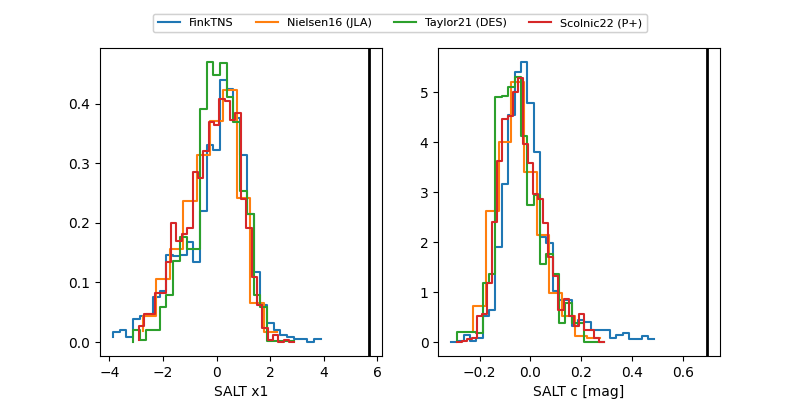 FinkTNS Nielsen16 (JLA) Taylor21 (DES) Scolnic22 (P+)
0.4
0.3
0.2
0.1
0.0
−4 −2 0 2 4 6
SALT x1
5
4
3
2
1
0
−0.2 0.0 0.2 0.4 0.6
SALT c [mag]